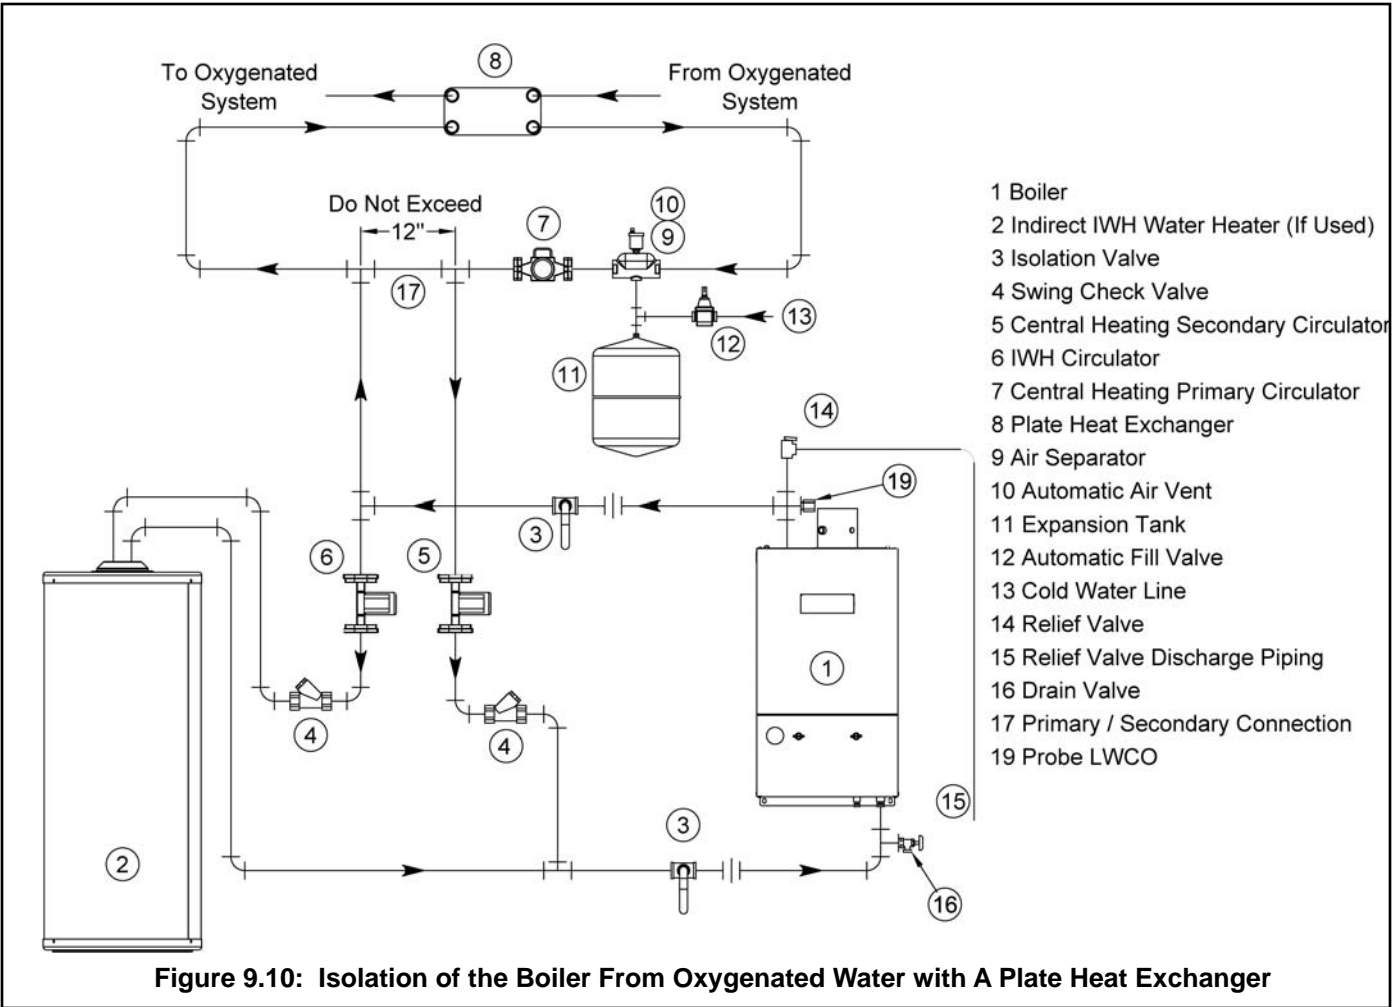 8
To Oxygenated
System
From Oxygenated
System
Do Not Exceed
12"
7
10
9
17
13
12
11
14
19
3
6
5
1
4
4
2
3
15
16
1 Boiler
2 Indirect IWH Water Heater (If Used)
3 Isolation Valve
4 Swing Check Valve
5 Central Heating Secondary Circulator
6 IWH Circulator
7 Central Heating Primary Circulator
8 Plate Heat Exchanger
9 Air Separator
10 Automatic Air Vent
11 Expansion Tank
12 Automatic Fill Valve
13 Cold Water Line
14 Relief Valve
15 Relief Valve Discharge Piping
16 Drain Valve
17 Primary / Secondary Connection
19 Probe LWCO
Figure 9.10: Isolation of the Boiler From Oxygenated Water with A Plate Heat Exchanger